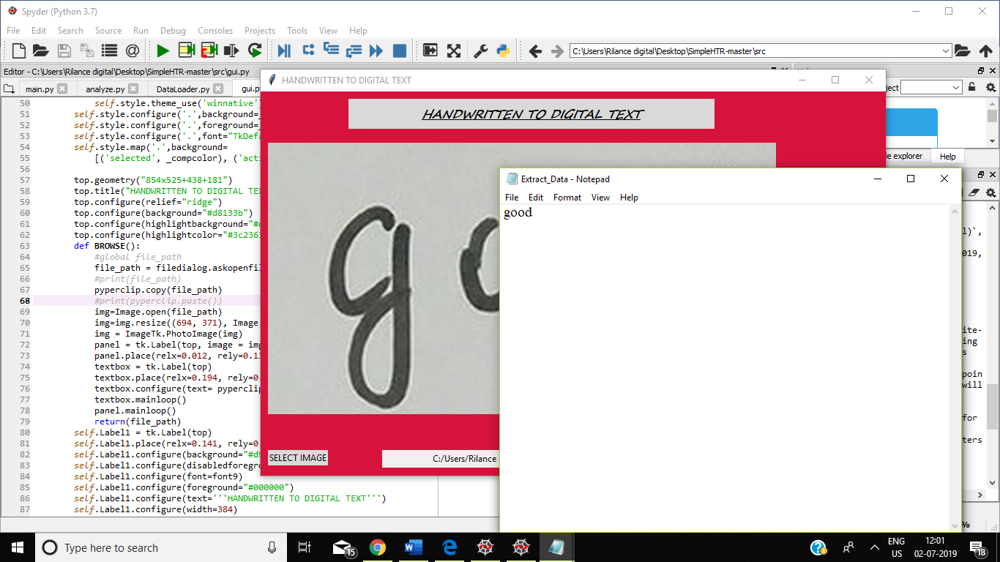 Spyder (Python 3.7)
File Edit Search Source Run Debug Consoles Projects Tools View Help
C:\Users\Rilance digital\Desktop\SimpleHTR-master\src
Editor - C:\Users\Rilance digital\Desktop\SimpleHTR-master\src\gui.py
main.py analyze.py DataLoader.py gui.py
50 self.style.theme_use('winnative')
51 self.style.configure('.',background=_
52 self.style.configure('.',foreground=_
53 self.style.configure('.',font="TkDefa
54 self.style.map('.',background=
55 [('selected', _compcolor), ('acti
56
57 top.geometry("854x525+438+181")
58 top.title("HANDWRITTEN TO DIGITAL TEX
59 top.configure(relief="ridge")
60 top.configure(background="#d8133b")
61 top.configure(highlightbackground="#d
62 top.configure(highlightcolor="#3c2363
63 def BROWSE():
64 #global file_path
65 file_path = filedialog.askopenfil
66 #print(file_path)
67 pyperclip.copy(file_path)
68 #print(pyperclip.paste())
69 img=Image.open(file_path)
70 img=img.resize((694, 371), Image.
71 img = ImageTk.PhotoImage(img)
72 panel = tk.Label(top, image = img
73 panel.place(relx=0.012, rely=0.13
74 textbox = tk.Label(top)
75 textbox.place(relx=0.194, rely=0.
76 textbox.configure(text= pyperclip
77 textbox.mainloop()
78 panel.mainloop()
79 return(file_path)
80 self.Label1 = tk.Label(top)
81 self.Label1.place(relx=0.141, rely=0.
82 self.Label1.configure(background="#d9
83 self.Label1.configure(disabledforegro
84 self.Label1.configure(font=font9)
85 self.Label1.configure(foreground="#000000")
86 self.Label1.configure(text='''HANDWRITTEN TO DIGITAL TEXT''')
87 self.Label1.configure(width=384)
HANDWRITTEN TO DIGITAL TEXT
HANDWRITTEN TO DIGITAL TEXT
g o
SELECT IMAGE C:/Users/Rilance
Extract_Data - Notepad
File Edit Format View Help
good
ject
le explorer Help
l)`,
019,
ite-
ing
s
poin
will
for
ters
%
Type here to search
15
ENG
US
12:01
02-07-2019
18